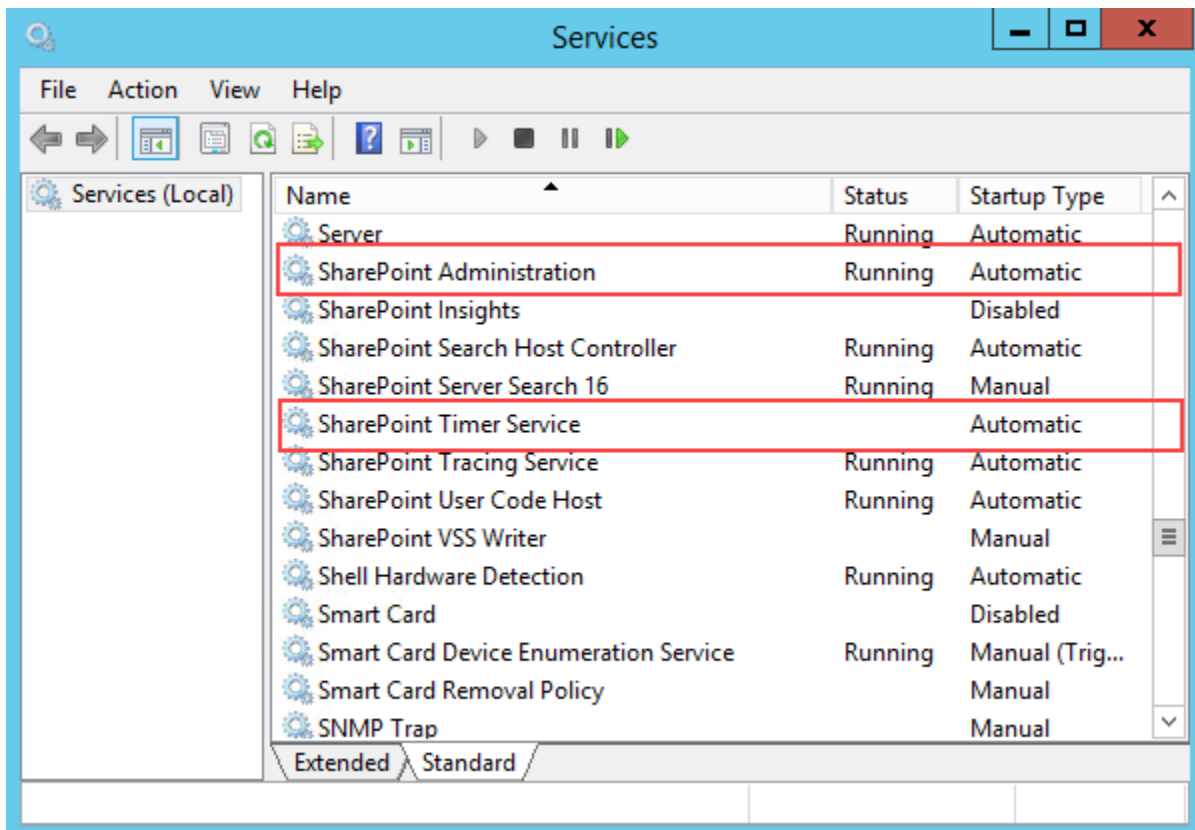 Services
File Action View Help
Services (Local)
Name Status Startup Type
Server Running Automatic
SharePoint Administration Running Automatic
SharePoint Insights Disabled
SharePoint Search Host Controller Running Automatic
SharePoint Server Search 16 Running Manual
SharePoint Timer Service Automatic
SharePoint Tracing Service Running Automatic
SharePoint User Code Host Running Automatic
SharePoint VSS Writer Manual
Shell Hardware Detection Running Automatic
Smart Card Disabled
Smart Card Device Enumeration Service Running Manual (Trig...
Smart Card Removal Policy Manual
SNMP Trap Manual
Extended Standard